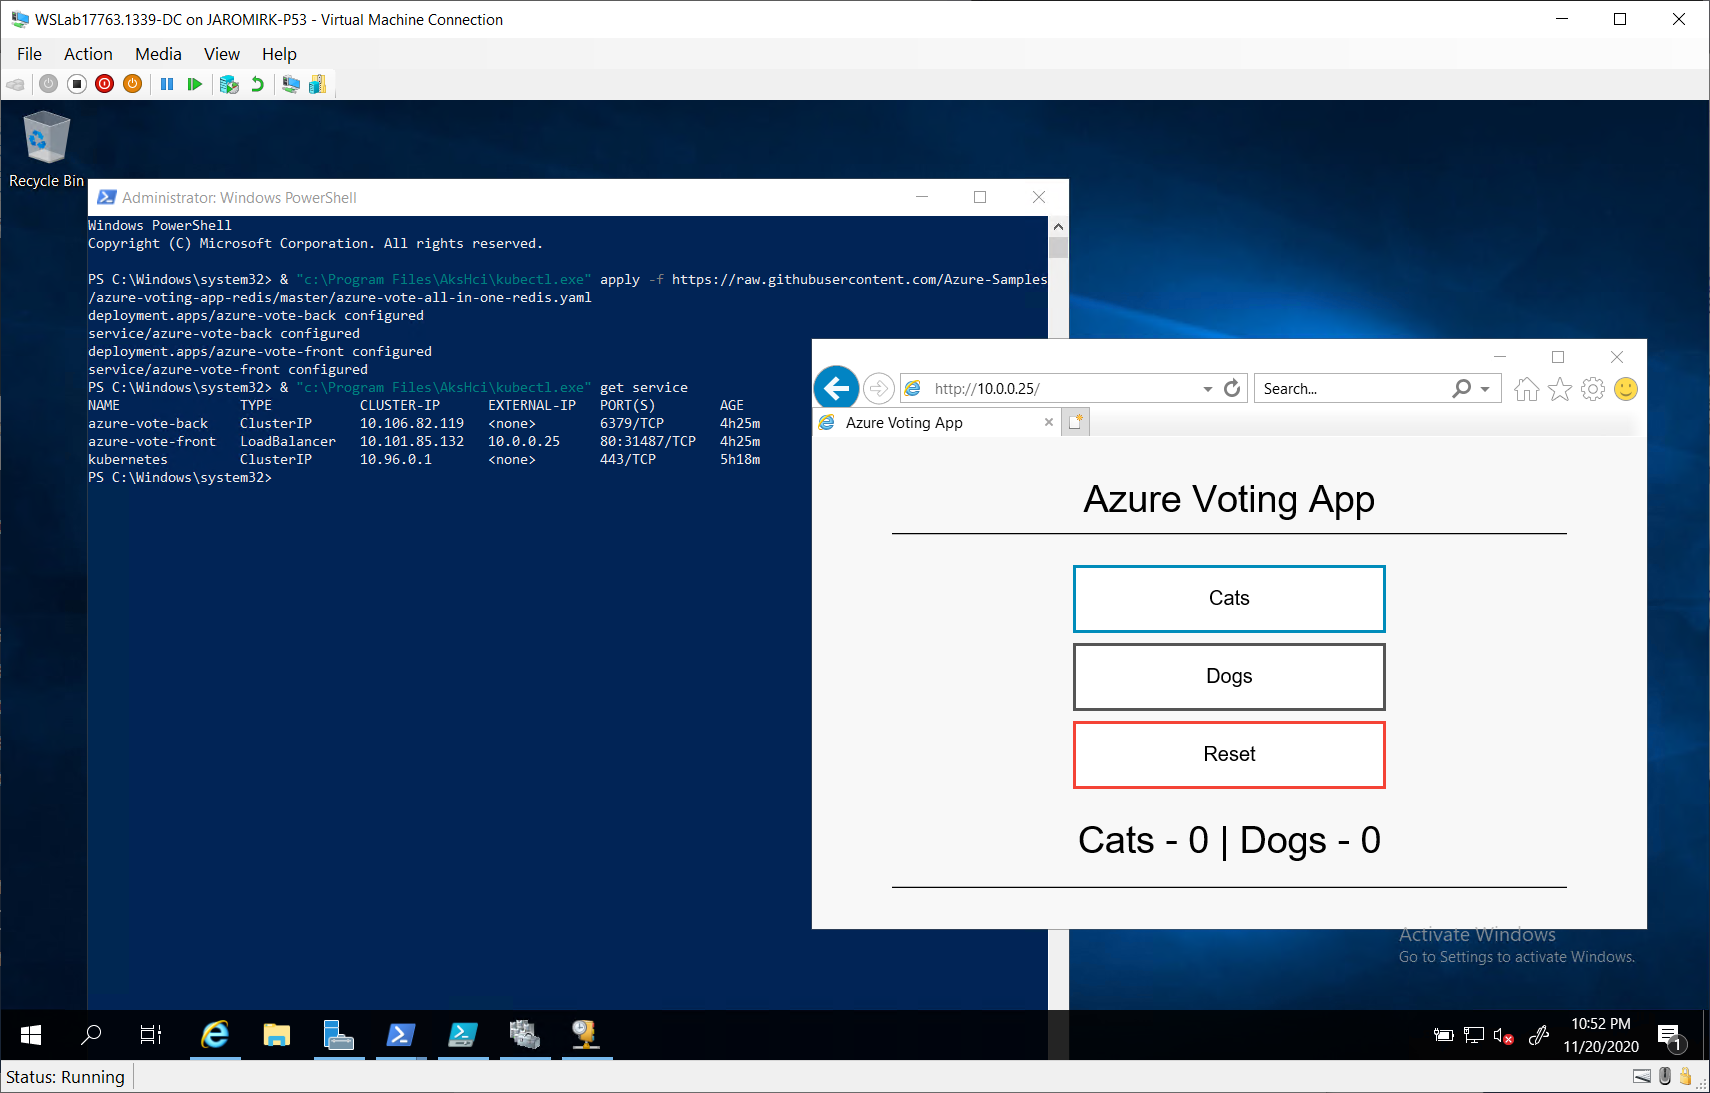 WSLab17763.1339-DC on JAROMIRK-P53 - Virtual Machine Connection
File Action Media View Help
Recycle Bin
Administrator: Windows PowerShell
Windows PowerShell
Copyright (C) Microsoft Corporation. All rights reserved.
PS C:\Windows\system32> & "c:\Program Files\AksHci\kubectl.exe" apply -f https://raw.githubusercontent.com/Azure-Samples
/azure-voting-app-redis/master/azure-vote-all-in-one-redis.yaml
deployment.apps/azure-vote-back configured
service/azure-vote-back configured
deployment.apps/azure-vote-front configured
service/azure-vote-front configured
PS C:\Windows\system32> & "c:\Program Files\AksHci\kubectl.exe" get service
NAME TYPE CLUSTER-IP EXTERNAL-IP PORT(S) AGE
azure-vote-back ClusterIP 10.106.82.119 <none> 6379/TCP 4h25m
azure-vote-front LoadBalancer 10.101.85.132 10.0.0.25 80:31487/TCP 4h25m
kubernetes ClusterIP 10.96.0.1 <none> 443/TCP 5h18m
PS C:\Windows\system32>
http://10.0.0.25/
Search...
Azure Voting App
Azure Voting App
Cats
Dogs
Reset
Cats - 0 | Dogs - 0
Activate Windows
Go to Settings to activate Windows.
10:52 PM
11/20/2020
1
Status: Running